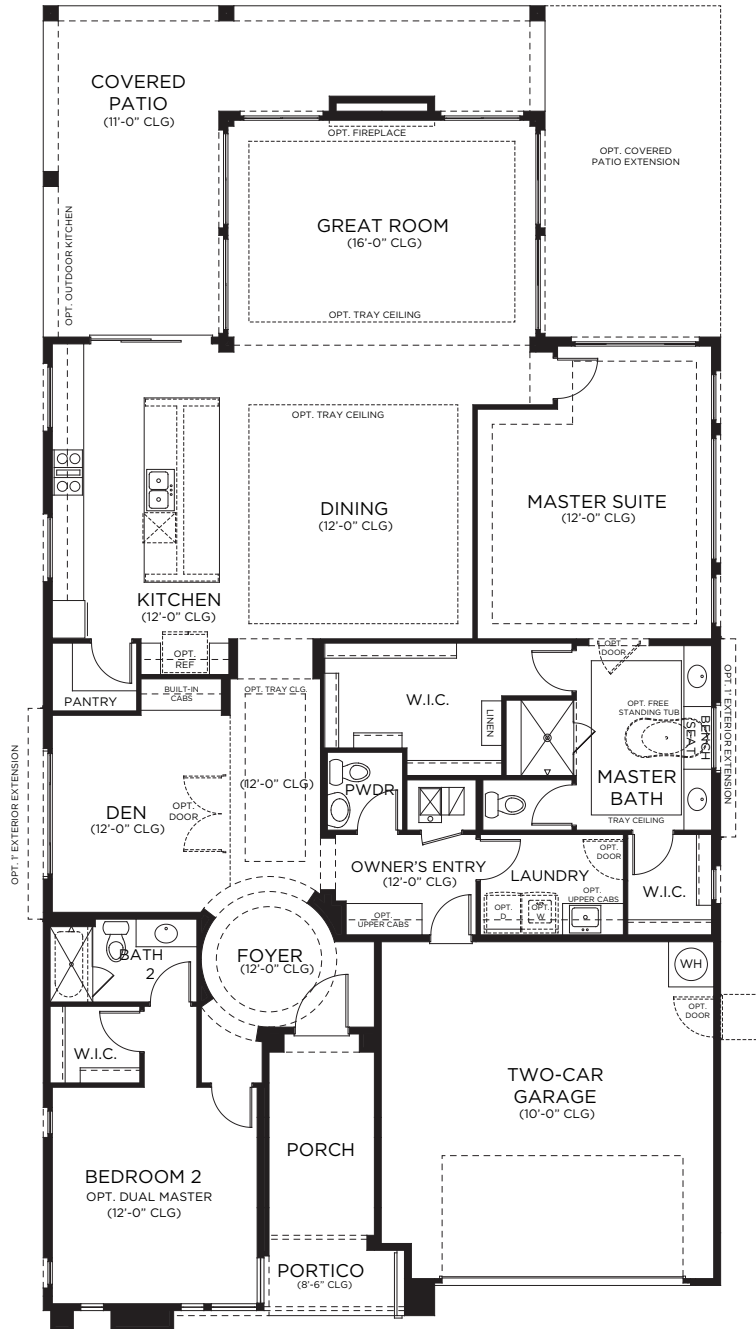 COVERED
PATIO
(11'-0" CLG)
OPT. FIREPLACE
OPT. COVERED
PATIO EXTENSION
GREAT ROOM
(16'-0" CLG)
OPT. OUTDOOR KITCHEN
OPT. TRAY CEILING
OPT. TRAY CEILING
DINING
(12'-0" CLG)
MASTER SUITE
(12'-0" CLG)
KITCHEN
(12'-0" CLG)
OPT.
REF
PANTRY
BUILT-IN
CABS
OPT. TRAY CLG.
W.I.C.
LINEN
OPT.
DOOR
OPT. FREE
STANDING TUB
BENCH
SEAT
OPT. 1' EXTERIOR EXTENSION
MASTER
BATH
TRAY CEILING
OPT. 1' EXTERIOR EXTENSION
DEN
(12'-0" CLG)
OPT.
DOOR
(12'-0" CLG)
PWDR
OWNER'S ENTRY
(12'-0" CLG)
OPT.
UPPER CABS
LAUNDRY
OPT.
DOOR
OPT.
UPPER CABS
OPT.
D
OPT.
W
W.I.C.
BATH
2
FOYER
(12'-0" CLG)
WH
OPT.
DOOR
W.I.C.
TWO-CAR
GARAGE
(10'-0" CLG)
PORCH
BEDROOM 2
OPT. DUAL MASTER
(12'-0" CLG)
PORTICO
(8'-6" CLG)